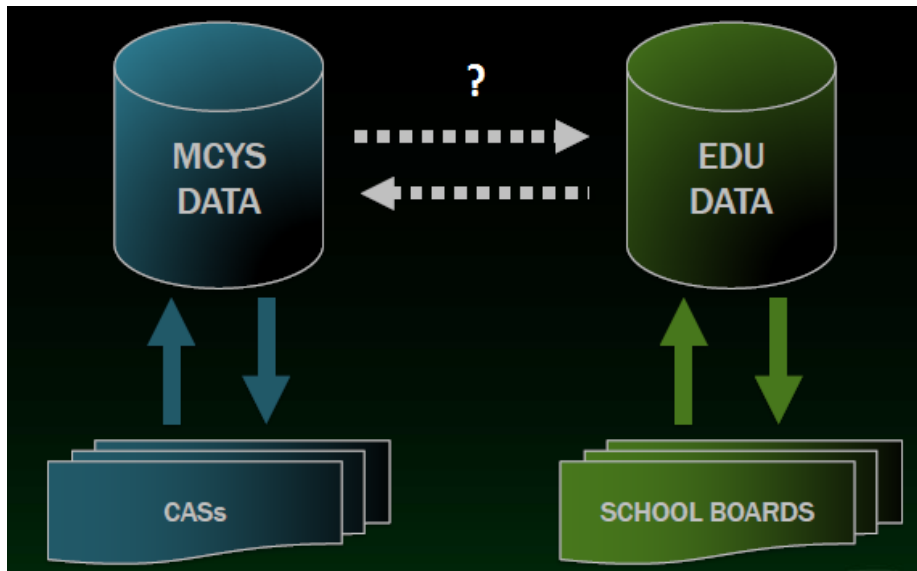 ?
MCYS
DATA
EDU
DATA
CASs
SCHOOL BOARDS